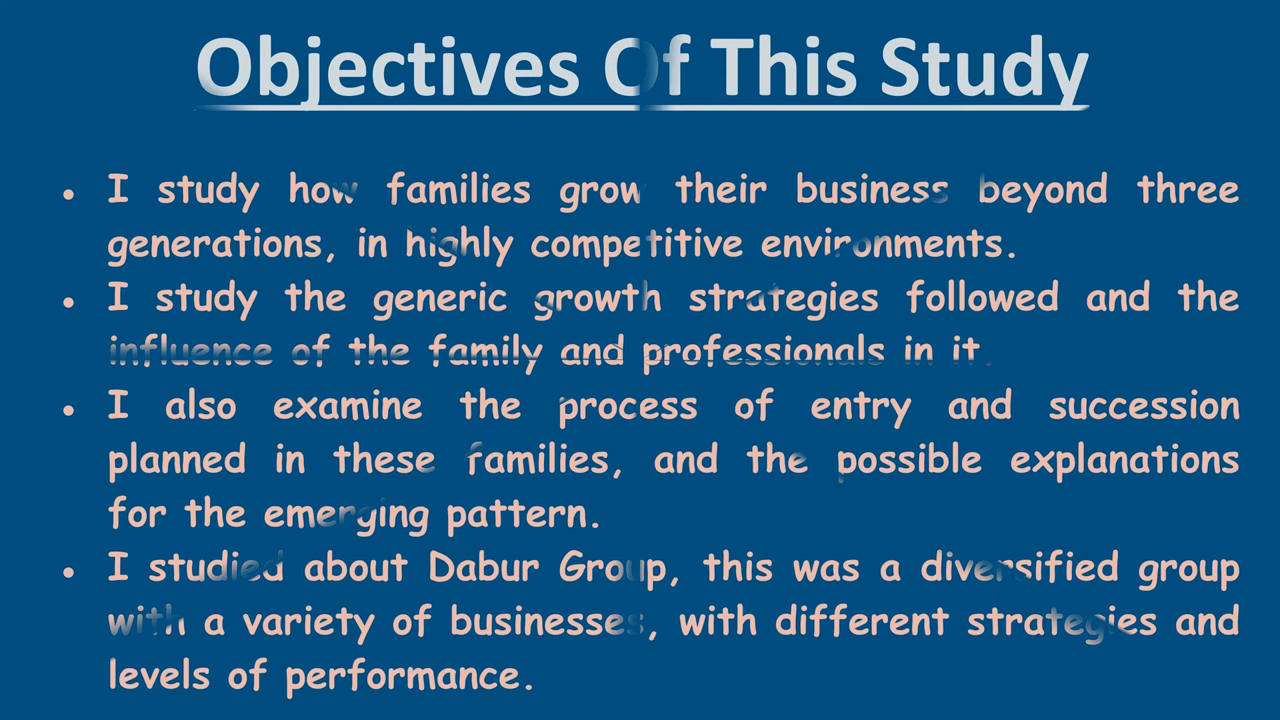 Objectives Of This Study
• I study how families grow their business beyond three
generations, in highly competitive environments.
• I study the generic growth strategies followed and the
influence of the family and professionals in it.
• I also examine the process of entry and succession
planned in these families, and the possible explanations
for the emerging pattern.
• I studied about Dabur Group, this was a diversified group
with a variety of businesses, with different strategies and
levels of performance.